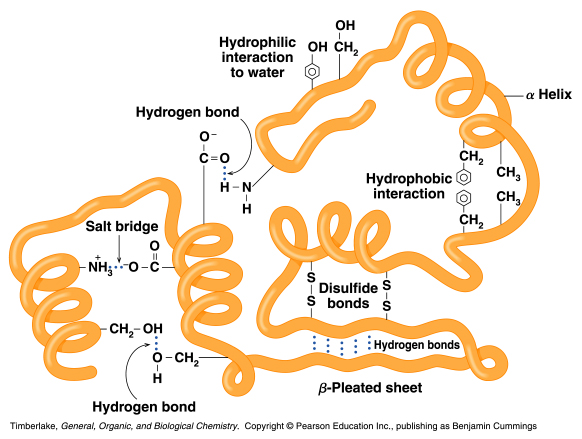 OH
Hydrophilic
interaction
to water
OH CH2
α Helix
Hydrogen bond
O−
C=O
H−N
H
CH2
CH3
Hydrophobic
interaction
CH3
CH2
Salt bridge
+
NH3
−O−C
O
S
S
Disulfide
bonds
S
S
CH2−OH
Hydrogen bonds
O−CH2
H
β-Pleated sheet
Hydrogen bond
Timberlake, General, Organic, and Biological Chemistry. Copyright © Pearson Education Inc., publishing as Benjamin Cummings